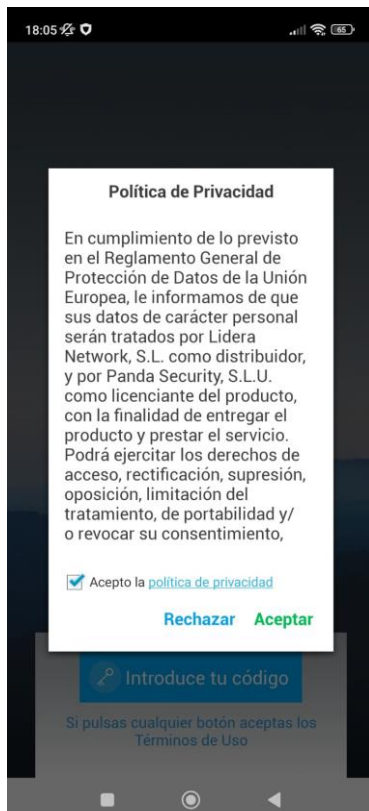 18:05
65
Política de Privacidad
En cumplimiento de lo previsto
en el Reglamento General de
Protección de Datos de la Unión
Europea, le informamos de que
sus datos de carácter personal
serán tratados por Lidera
Network, S.L. como distribuidor,
y por Panda Security, S.L.U.
como licenciante del producto,
con la finalidad de entregar el
producto y prestar el servicio.
Podrá ejercitar los derechos de
acceso, rectificación, supresión,
oposición, limitación del
tratamiento, de portabilidad y/
o revocar su consentimiento,
Acepto la política de privacidad
Rechazar Aceptar
Introduce tu código
Si pulsas cualquier botón aceptas los
Términos de Uso